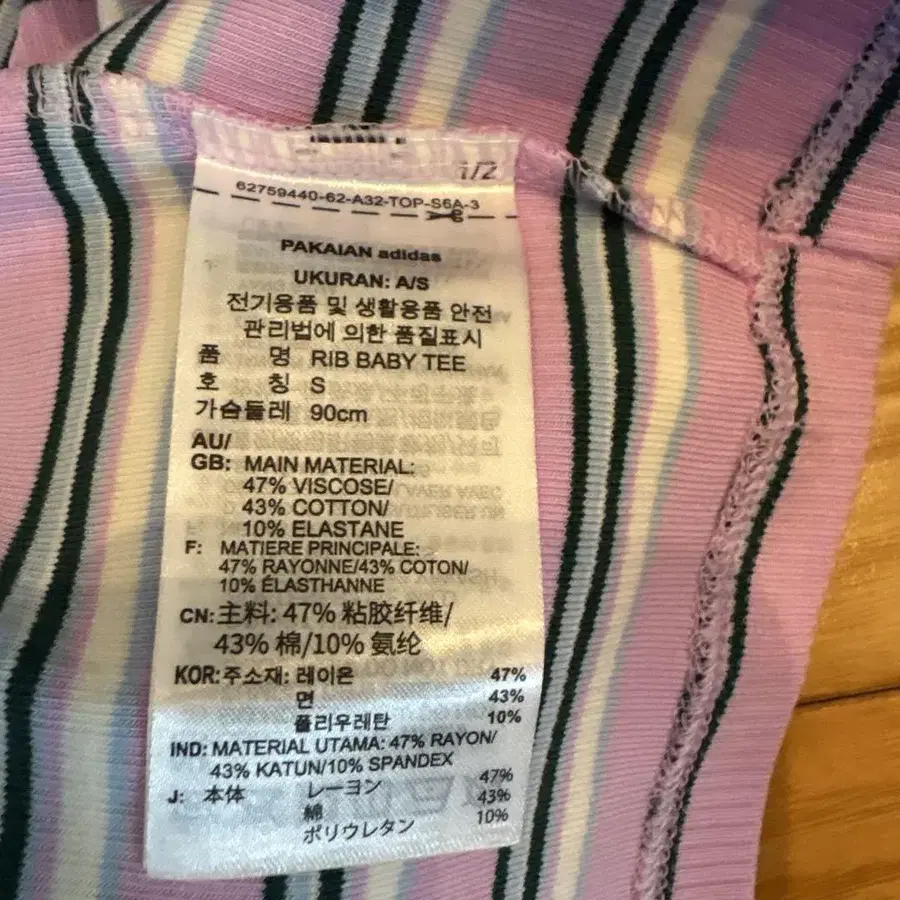 1/2
62759440-62-A32-TOP-S6A-3
PAKAIAN adidas
UKURAN: A/S
전기용품 및 생활용품 안전
관리법에 의한 품질표시
품 명 RIB BABY TEE
호 칭 S
가슴둘레 90cm
AU/
GB: MAIN MATERIAL:
47% VISCOSE/
43% COTTON/
10% ELASTANE
F: MATIERE PRINCIPALE:
47% RAYONNE/43% COTON/
10% ÉLASTHANNE
CN: 主料: 47% 粘胶纤维/
43% 棉/10% 氨纶
KOR: 주소재: 레이온 47%
면 43%
폴리우레탄 10%
IND: MATERIAL UTAMA: 47% RAYON/
43% KATUN/10% SPANDEX
J: 本体 レーヨン 47%
綿 43%
ポリウレタン 10%